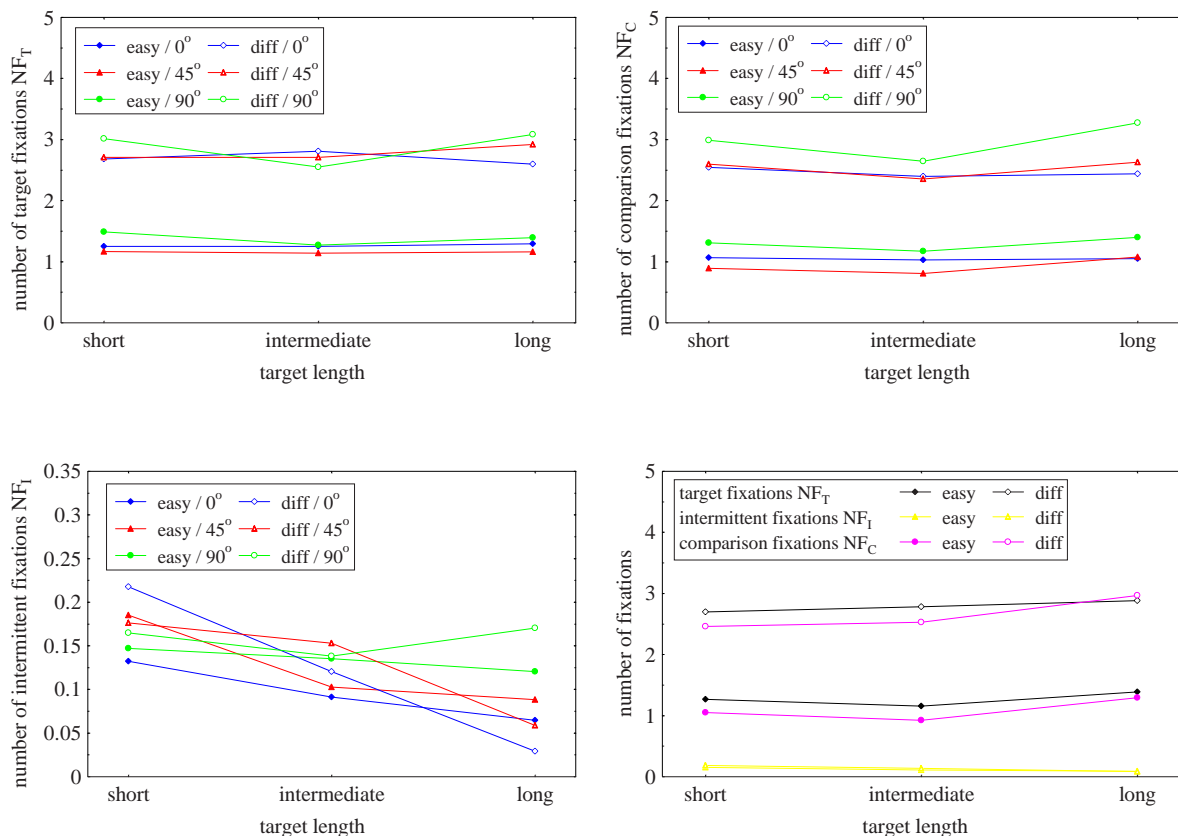 number of target fixations NF_T
5
4
3
2
1
0
easy / 0° diff / 0°
easy / 45° diff / 45°
easy / 90° diff / 90°
short intermediate long
target length
number of comparison fixations NF_C
5
4
3
2
1
0
easy / 0° diff / 0°
easy / 45° diff / 45°
easy / 90° diff / 90°
short intermediate long
target length
number of intermittent fixations NF_I
0.35
0.3
0.25
0.2
0.15
0.1
0.05
0
easy / 0° diff / 0°
easy / 45° diff / 45°
easy / 90° diff / 90°
short intermediate long
target length
number of fixations
5
4
3
2
1
0
target fixations NF_T easy diff
intermittent fixations NF_I easy diff
comparison fixations NF_C easy diff
short intermediate long
target length